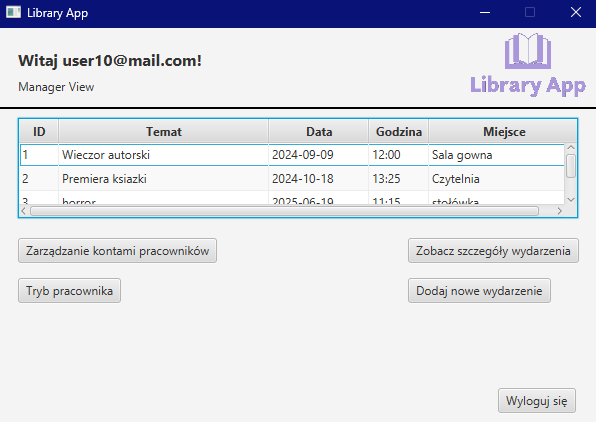 Library App
Witaj user10@mail.com!
Manager View
Library App
ID Temat Data Godzina Miejsce
1 Wieczor autorski 2024-09-09 12:00 Sala gowna
2 Premiera ksiazki 2024-10-18 13:25 Czytelnia
3 horror 2025-06-19 11:15 stołówka
Zarządzanie kontami pracowników
Zobacz szczegóły wydarzenia
Tryb pracownika
Dodaj nowe wydarzenie
Wyloguj się